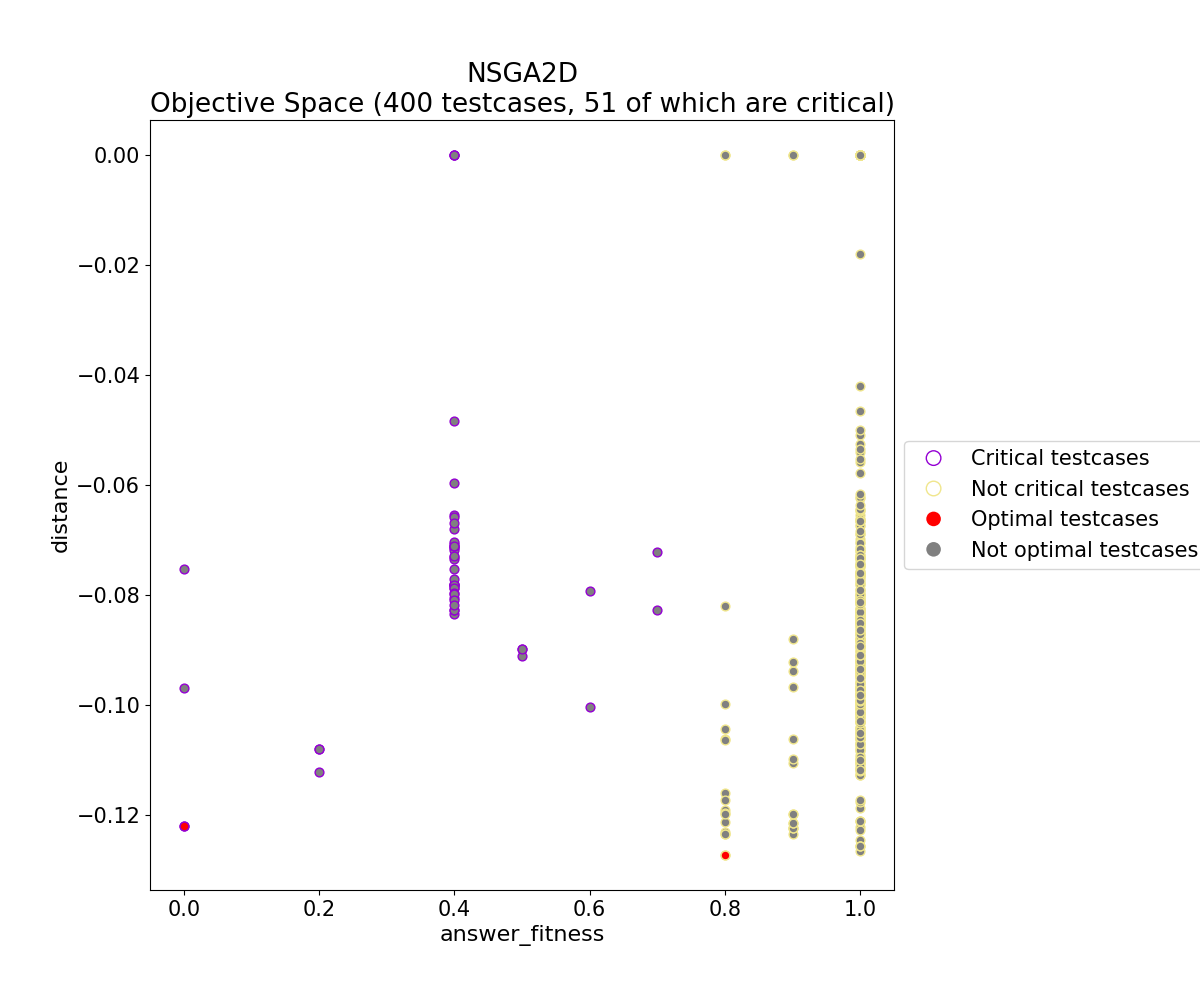 NSGA2D
Objective Space (400 testcases, 51 of which are critical)
0.00
−0.02
−0.04
−0.06
−0.08
−0.10
−0.12
distance
0.0 0.2 0.4 0.6 0.8 1.0
answer_fitness
Critical testcases
Not critical testcases
Optimal testcases
Not optimal testcases